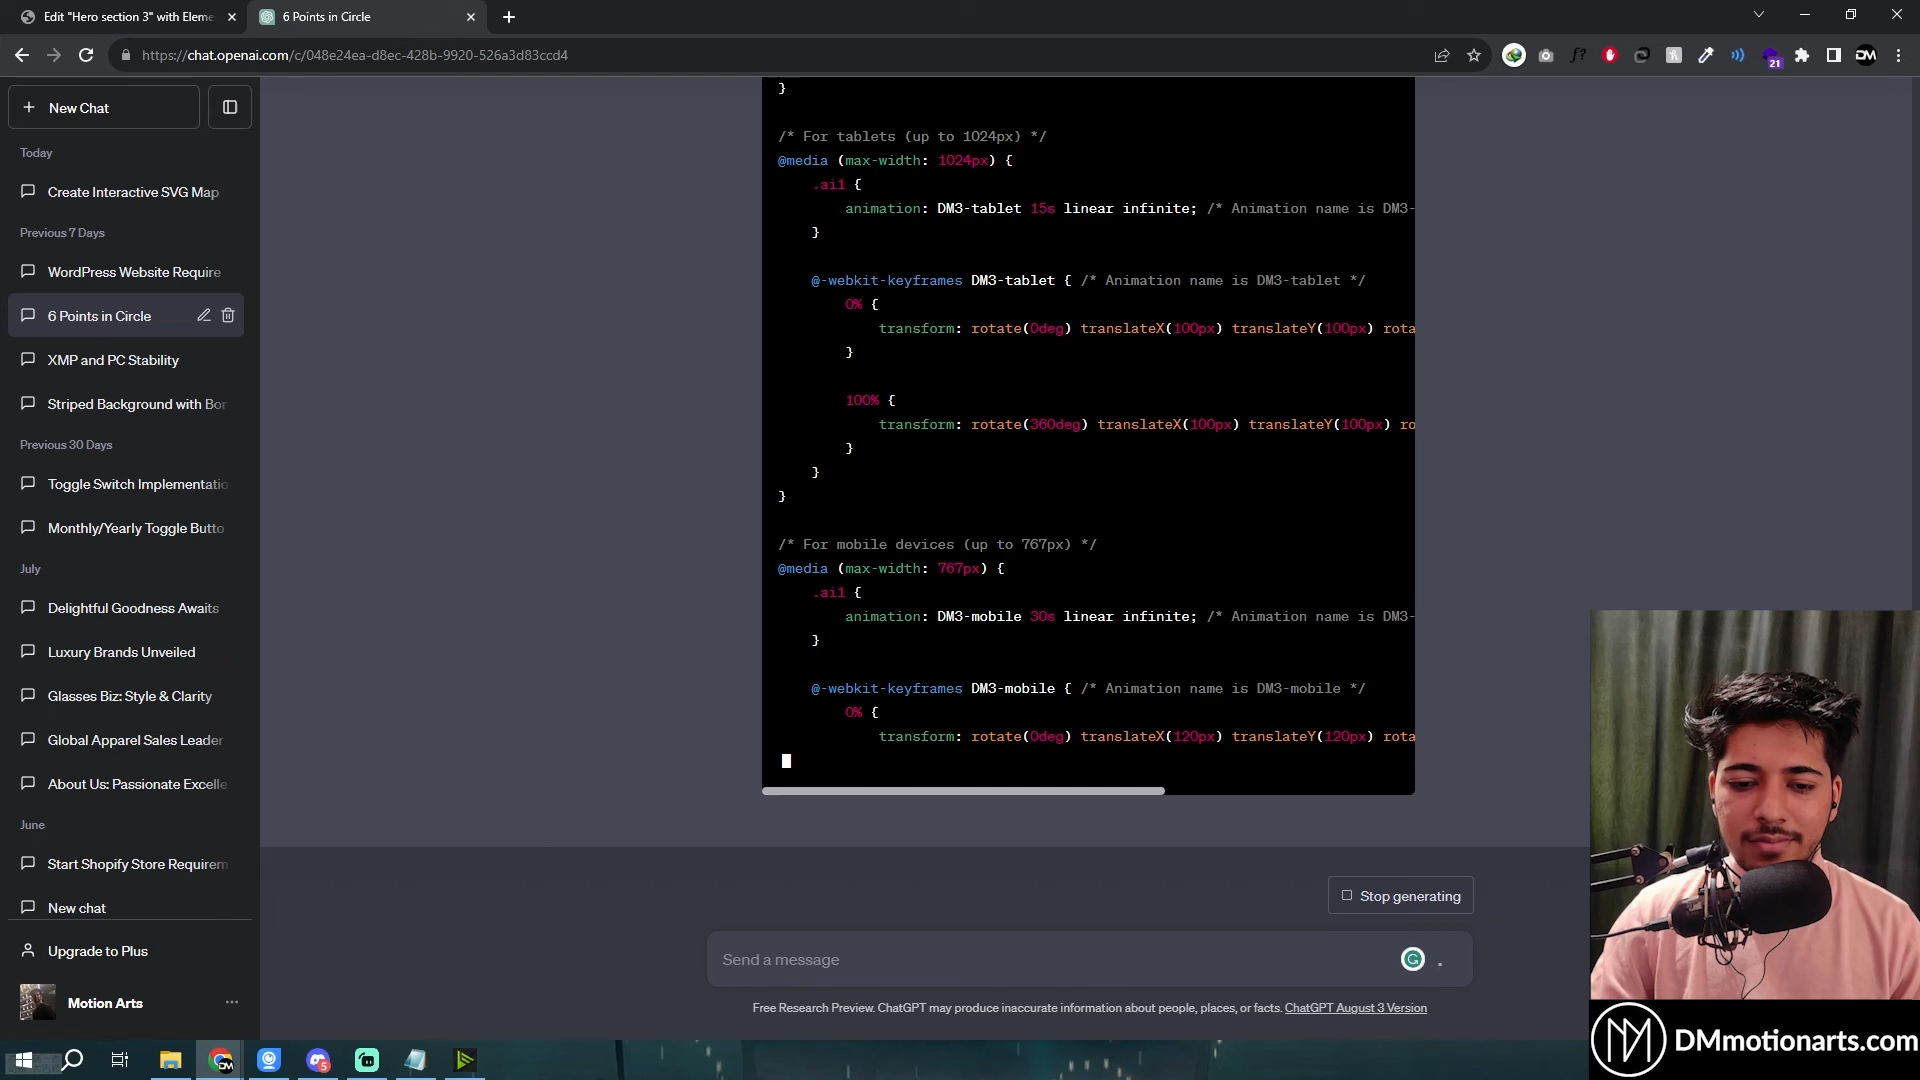 Edit "Hero section 3" with Eleme
6 Points in Circle
https://chat.openai.com/c/048e24ea-d8ec-428b-9920-526a3d83ccd4
21
DM
New Chat
Today
Create Interactive SVG Map
Previous 7 Days
WordPress Website Require
6 Points in Circle
XMP and PC Stability
Striped Background with Bor
Previous 30 Days
Toggle Switch Implementatio
Monthly/Yearly Toggle Butto
July
Delightful Goodness Awaits
Luxury Brands Unveiled
Glasses Biz: Style & Clarity
Global Apparel Sales Leader
About Us: Passionate Excelle
June
Start Shopify Store Requirem
New chat
Upgrade to Plus
Motion Arts
}
/* For tablets (up to 1024px) */
@media (max-width: 1024px) {
.ai1 {
animation: DM3-tablet 15s linear infinite; /* Animation name is DM3-
}
@-webkit-keyframes DM3-tablet { /* Animation name is DM3-tablet */
0% {
transform: rotate(0deg) translateX(100px) translateY(100px) rota
}
100% {
transform: rotate(360deg) translateX(100px) translateY(100px) ro
}
}
}
/* For mobile devices (up to 767px) */
@media (max-width: 767px) {
.ai1 {
animation: DM3-mobile 30s linear infinite; /* Animation name is DM3-
}
@-webkit-keyframes DM3-mobile { /* Animation name is DM3-mobile */
0% {
transform: rotate(0deg) translateX(120px) translateY(120px) rota
Stop generating
Send a message
Free Research Preview. ChatGPT may produce inaccurate information about people, places, or facts. ChatGPT August 3 Version
DMmotionarts.com